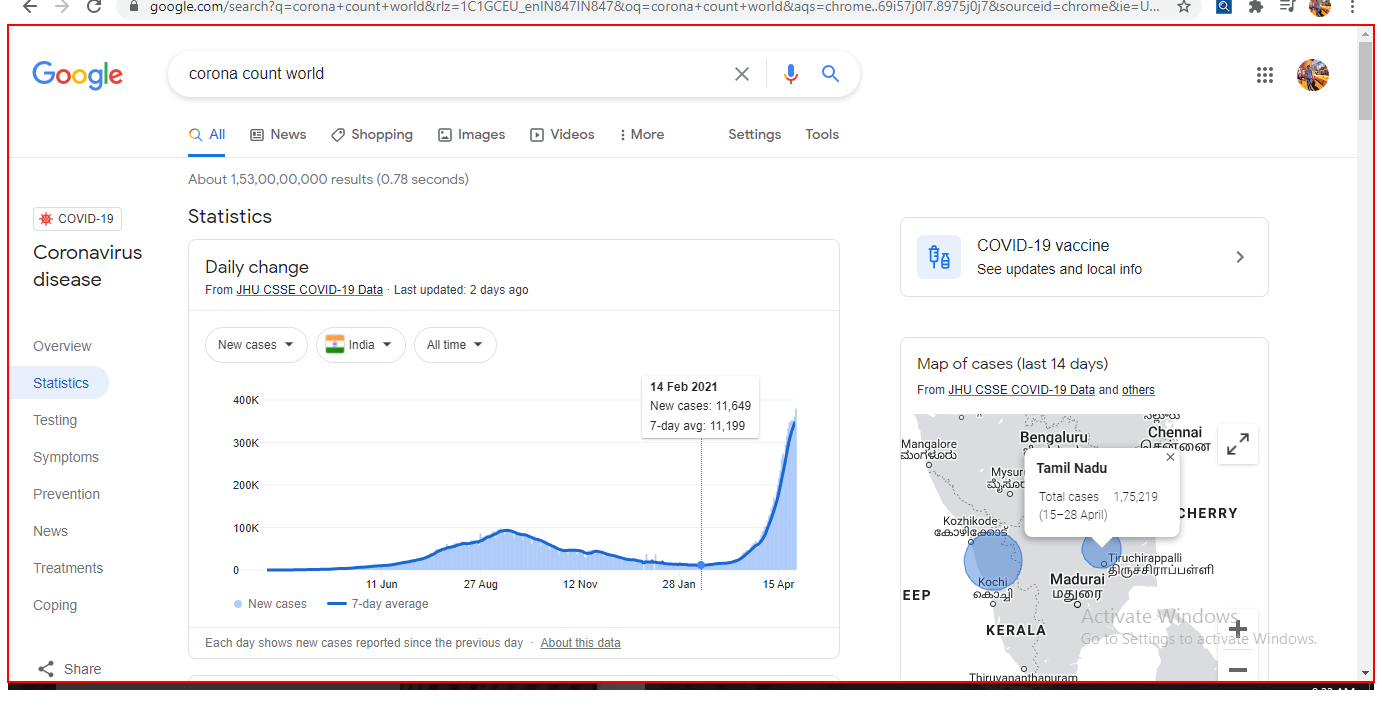 google.com/search?q=corona+count+world&rlz=1C1GCEU_enIN847IN847&oq=corona+count+world&aqs=chrome..69i57j0l7.8975j0j7&sourceid=chrome&ie=U...
Google
corona count world
All
News
Shopping
Images
Videos
More
Settings
Tools
About 1,53,00,00,000 results (0.78 seconds)
COVID-19
Coronavirus
disease
Overview
Statistics
Testing
Symptoms
Prevention
News
Treatments
Coping
Share
Statistics
Daily change
From JHU CSSE COVID-19 Data · Last updated: 2 days ago
New cases
India
All time
14 Feb 2021
New cases: 11,649
7-day avg: 11,199
400K
300K
200K
100K
0
11 Jun
27 Aug
12 Nov
28 Jan
15 Apr
New cases
7-day average
Each day shows new cases reported since the previous day · About this data
COVID-19 vaccine
See updates and local info
Map of cases (last 14 days)
From JHU CSSE COVID-19 Data and others
Mangalore
ಮಂಗಳೂರು
Bengaluru
Chennai
சென்னை
Tamil Nadu
Total cases 1,75,219
(15–28 April)
CHERRY
Kozhikode
കോഴിക്കോട്
Tiruchirappalli
திருச்சிராப்பள்ளி
Kochi
കൊച്ചി
Madurai
மதுரை
EEP
KERALA
Thiruvananthapuram
Activate Windows
Go to Settings to activate Windows.